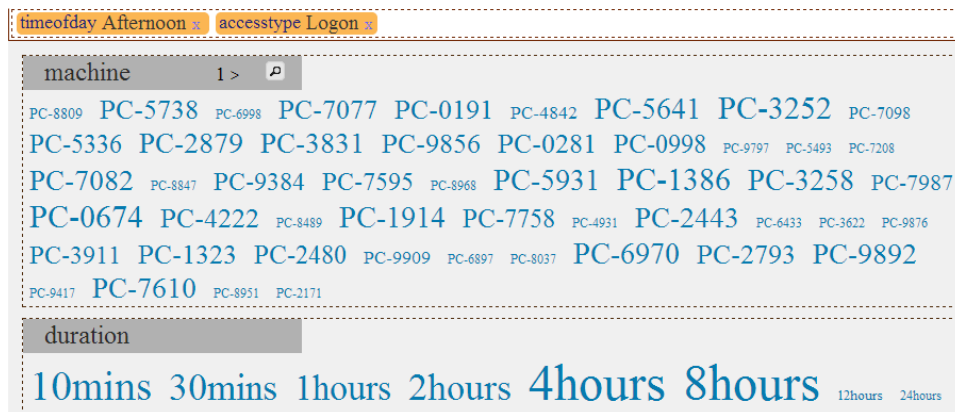 timeofday Afternoon x accesstype Logon x
machine 1 >
PC-8809 PC-5738 PC-6998 PC-7077 PC-0191 PC-4842 PC-5641 PC-3252 PC-7098
PC-5336 PC-2879 PC-3831 PC-9856 PC-0281 PC-0998 PC-9797 PC-5493 PC-7208
PC-7082 PC-8847 PC-9384 PC-7595 PC-8968 PC-5931 PC-1386 PC-3258 PC-7987
PC-0674 PC-4222 PC-8489 PC-1914 PC-7758 PC-4931 PC-2443 PC-6433 PC-3622 PC-9876
PC-3911 PC-1323 PC-2480 PC-9909 PC-6897 PC-8037 PC-6970 PC-2793 PC-9892
PC-9417 PC-7610 PC-8951 PC-2171
duration
10mins 30mins 1hours 2hours 4hours 8hours 12hours 24hours